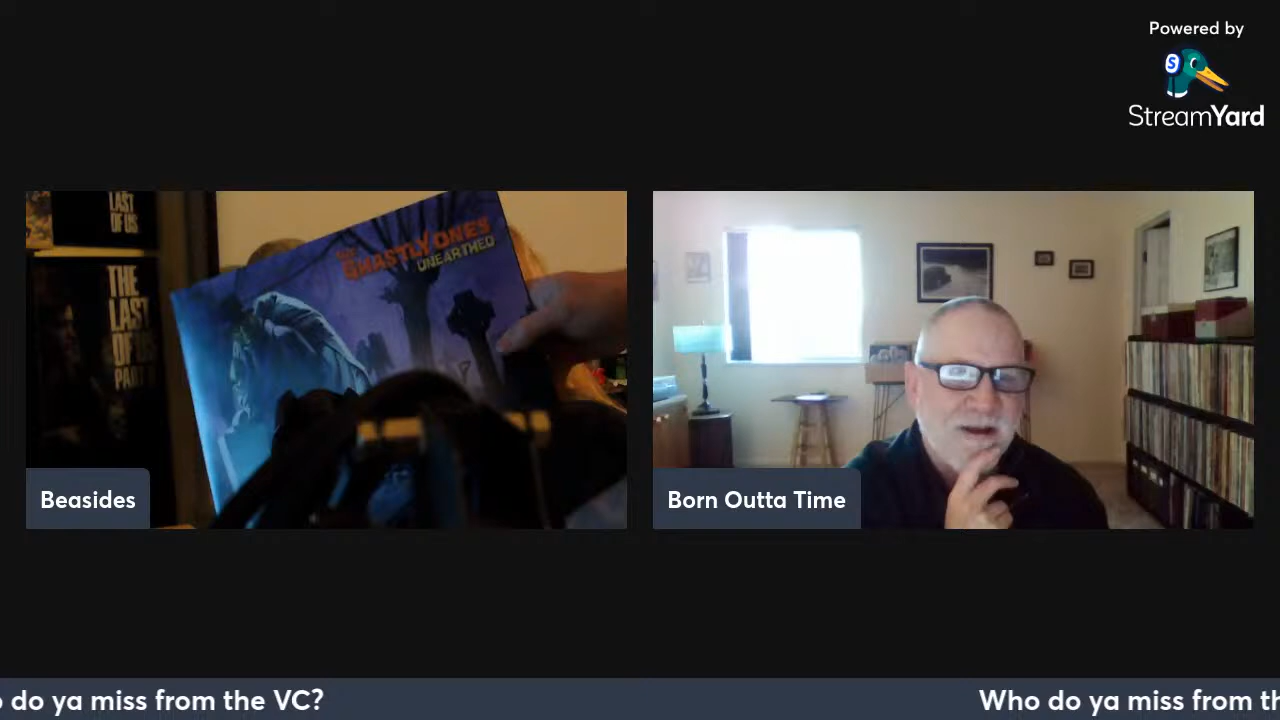 Powered by
S
StreamYard
LAST
OF US
THE
LAST
OF US
PART
THE
GHASTLY ONES
UNEARTHED
Beasides
Born Outta Time
do ya miss from the VC?
Who do ya miss from th